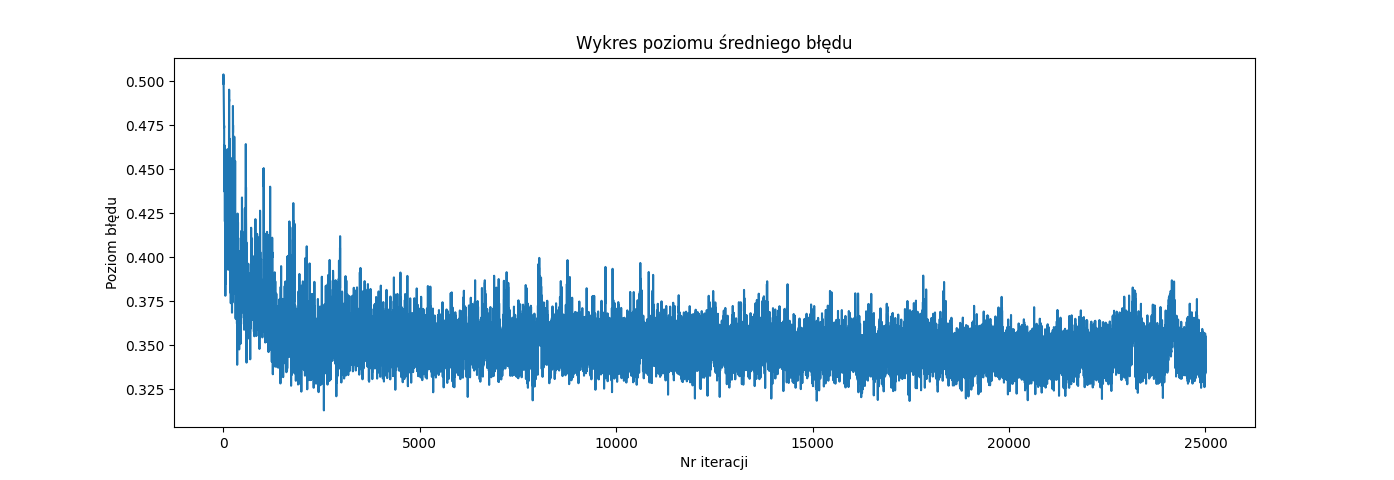 Wykres poziomu średniego błędu
0.500
0.475
0.450
0.425
0.400
0.375
0.350
0.325
Poziom błędu
0 5000 10000 15000 20000 25000
Nr iteracji